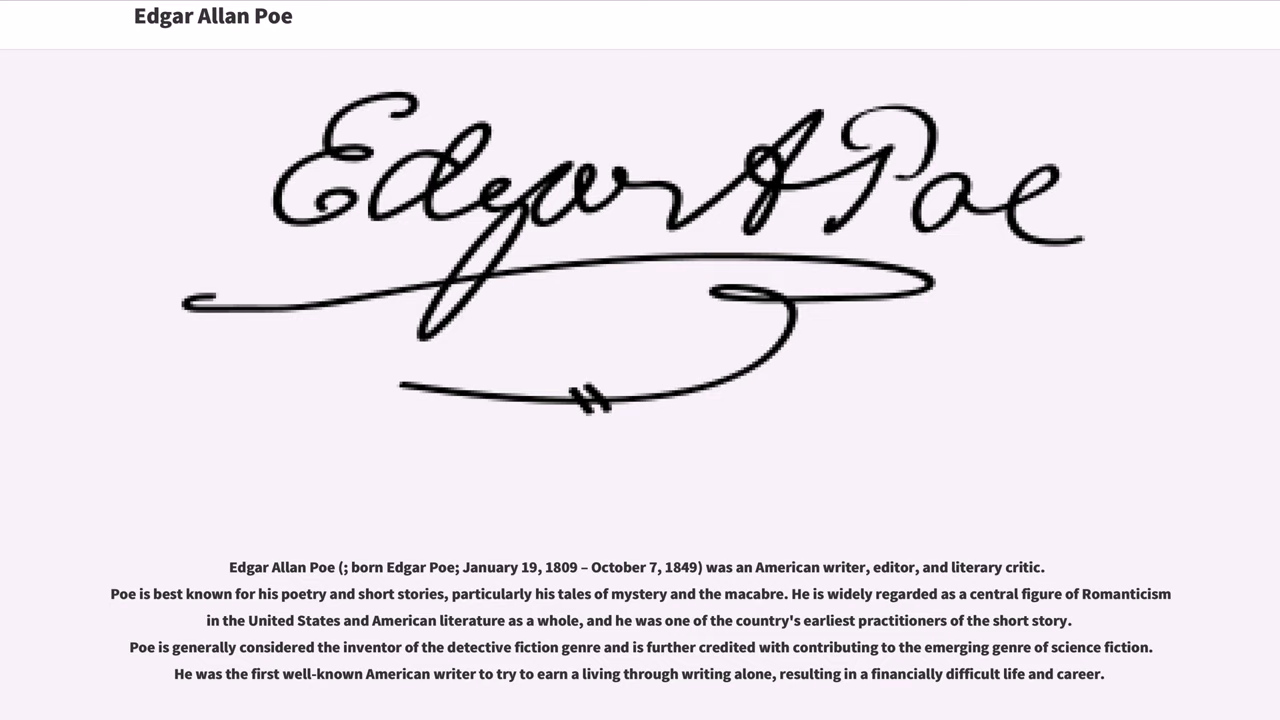 Edgar Allan Poe
Edgar A Poe
Edgar Allan Poe (; born Edgar Poe; January 19, 1809 – October 7, 1849) was an American writer, editor, and literary critic.
Poe is best known for his poetry and short stories, particularly his tales of mystery and the macabre. He is widely regarded as a central figure of Romanticism
in the United States and American literature as a whole, and he was one of the country's earliest practitioners of the short story.
Poe is generally considered the inventor of the detective fiction genre and is further credited with contributing to the emerging genre of science fiction.
He was the first well-known American writer to try to earn a living through writing alone, resulting in a financially difficult life and career.